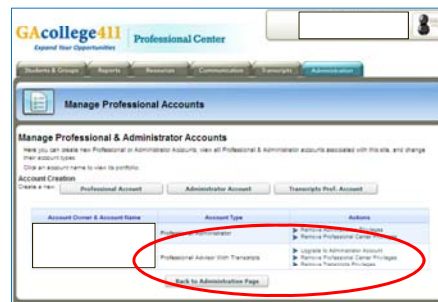 GAcollege411
Expand Your Opportunities
Professional Center
Students & Groups Reports Resources Communication Transcripts Administration
Manage Professional Accounts
Manage Professional & Administrator Accounts
Here you can create new Professional or Administrator Accounts, view all Professional & Administrator accounts associated with this site, and change
their account types.
Click an account name to view its portfolio.
Account Creation
Create a new: Professional Account Administrator Account Transcripts Prof. Account
Account Owner & Account Name Account Type Actions
Professional Administrator
Remove Administrator Privileges
Remove Professional Center Privileges
Professional Advisor With Transcripts
Upgrade to Administrator Account
Remove Professional Center Privileges
Remove Transcripts Privileges
Back to Administration Page